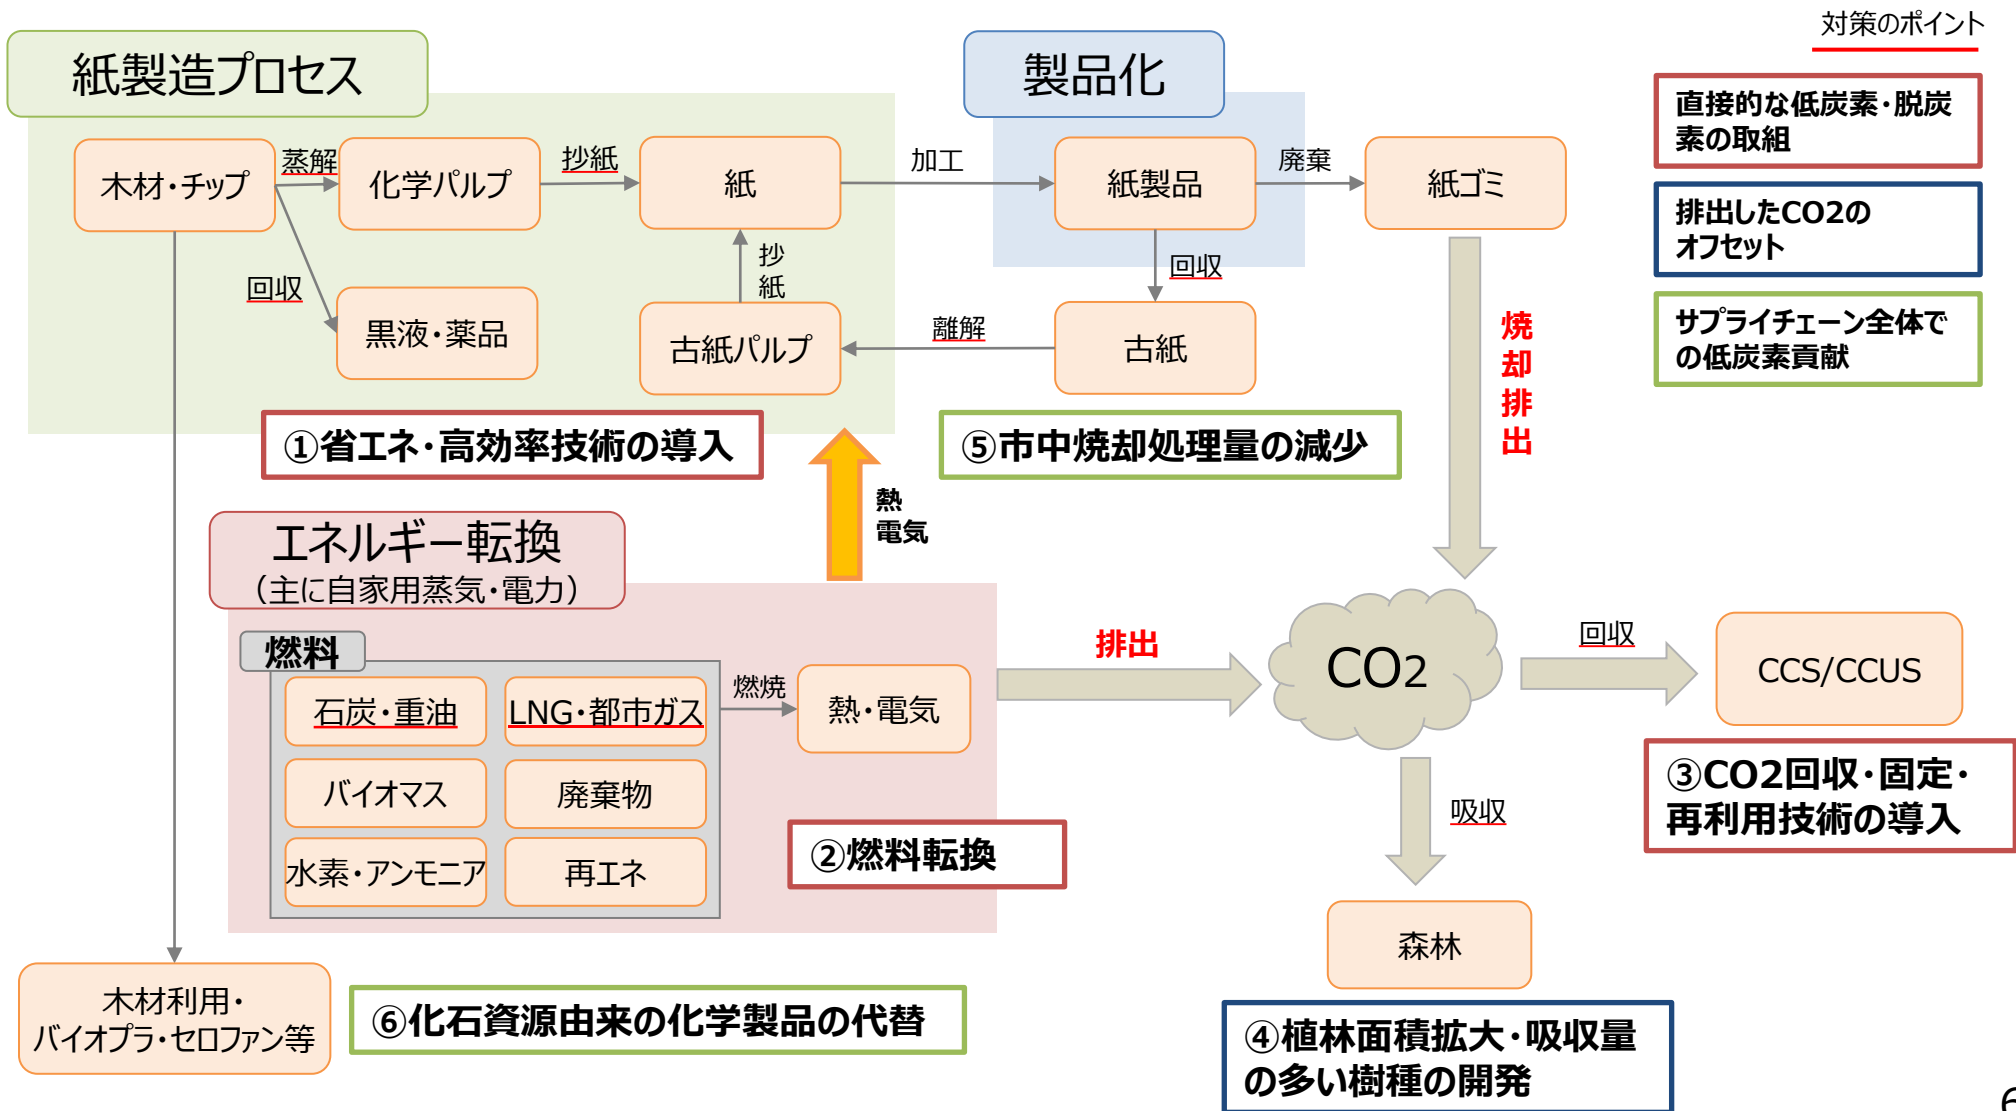 対策のポイント
紙製造プロセス
製品化
直接的な低炭素・脱炭
素の取組
排出したCO2の
オフセット
サプライチェーン全体で
の低炭素貢献
木材・チップ
蒸解
化学パルプ
抄紙
紙
加工
紙製品
廃棄
紙ゴミ
回収
黒液・薬品
抄
紙
古紙パルプ
離解
回収
古紙
焼
却
排
出
①省エネ・高効率技術の導入
⑤市中焼却処理量の減少
熱
電気
エネルギー転換
（主に自家用蒸気・電力）
燃料
石炭・重油
LNG・都市ガス
バイオマス
廃棄物
水素・アンモニア
再エネ
燃焼
熱・電気
排出
CO2
回収
CCS/CCUS
②燃料転換
③CO2回収・固定・
再利用技術の導入
吸収
森林
木材利用・
バイオプラ・セロファン等
⑥化石資源由来の化学製品の代替
④植林面積拡大・吸収量
の多い樹種の開発